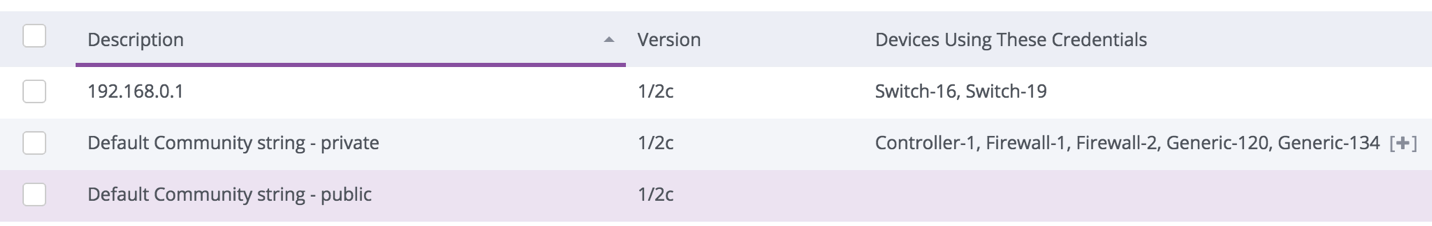 Description Version Devices Using These Credentials
192.168.0.1 1/2c Switch-16, Switch-19
Default Community string - private 1/2c Controller-1, Firewall-1, Firewall-2, Generic-120, Generic-134 [+]
Default Community string - public 1/2c